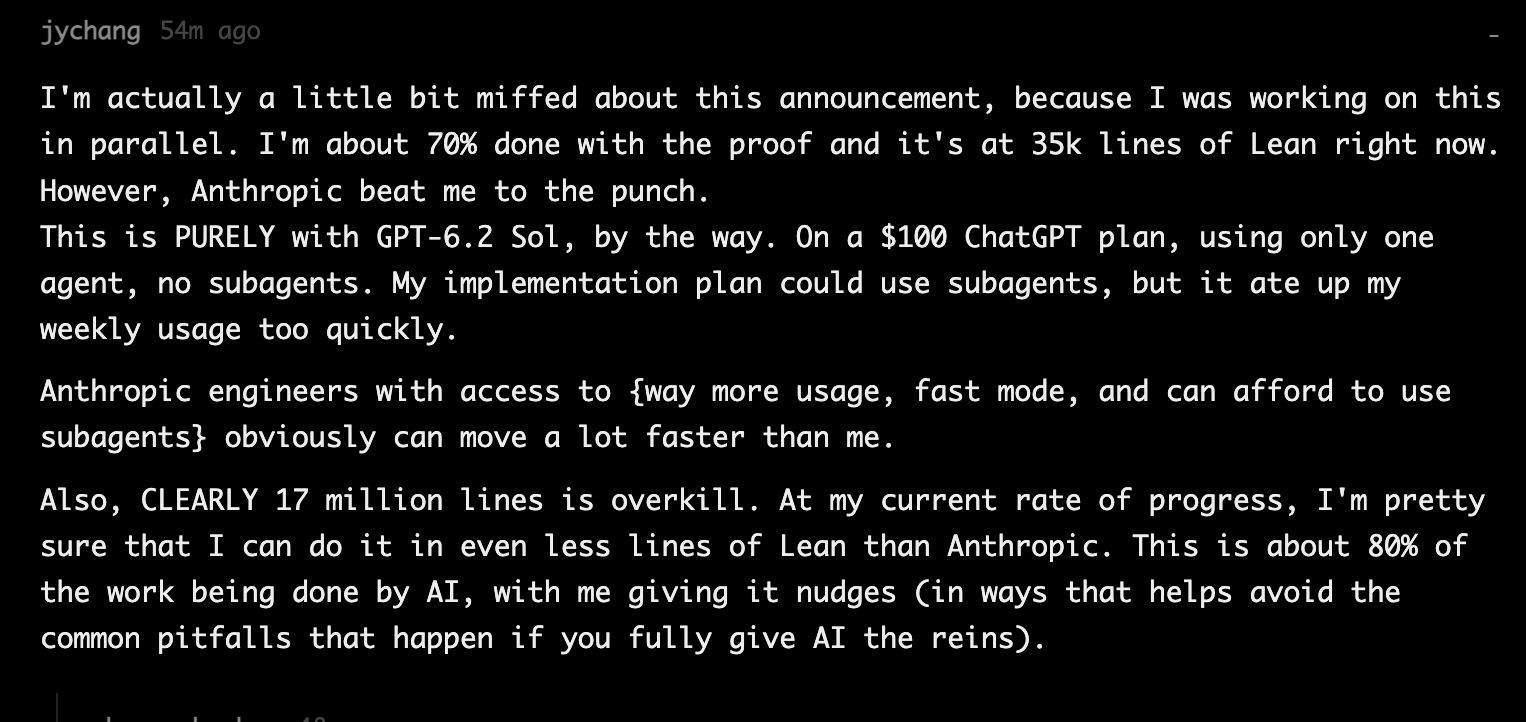 jychang 54m ago
-
I'm actually a little bit miffed about this announcement, because I was working on this
in parallel. I'm about 70% done with the proof and it's at 35k lines of Lean right now.
However, Anthropic beat me to the punch.
This is PURELY with GPT-6.2 Sol, by the way. On a $100 ChatGPT plan, using only one
agent, no subagents. My implementation plan could use subagents, but it ate up my
weekly usage too quickly.
Anthropic engineers with access to {way more usage, fast mode, and can afford to use
subagents} obviously can move a lot faster than me.
Also, CLEARLY 17 million lines is overkill. At my current rate of progress, I'm pretty
sure that I can do it in even less lines of Lean than Anthropic. This is about 80% of
the work being done by AI, with me giving it nudges (in ways that helps avoid the
common pitfalls that happen if you fully give AI the reins).